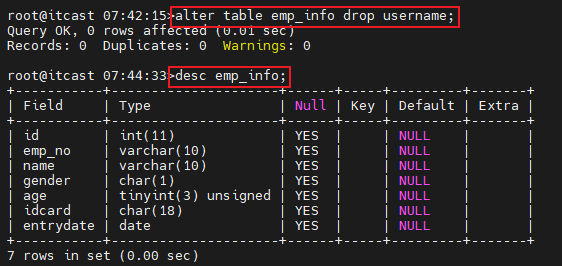 root@itcast 07:42:15>alter table emp_info drop username;
Query OK, 0 rows affected (0.01 sec)
Records: 0  Duplicates: 0  Warnings: 0

root@itcast 07:44:33>desc emp_info;
+-----------+---------------------+------+-----+---------+-------+
| Field     | Type                | Null | Key | Default | Extra |
+-----------+---------------------+------+-----+---------+-------+
| id        | int(11)             | YES  |     | NULL    |       |
| emp_no    | varchar(10)         | YES  |     | NULL    |       |
| name      | varchar(10)         | YES  |     | NULL    |       |
| gender    | char(1)             | YES  |     | NULL    |       |
| age       | tinyint(3) unsigned | YES  |     | NULL    |       |
| idcard    | char(18)            | YES  |     | NULL    |       |
| entrydate | date                | YES  |     | NULL    |       |
+-----------+---------------------+------+-----+---------+-------+
7 rows in set (0.00 sec)